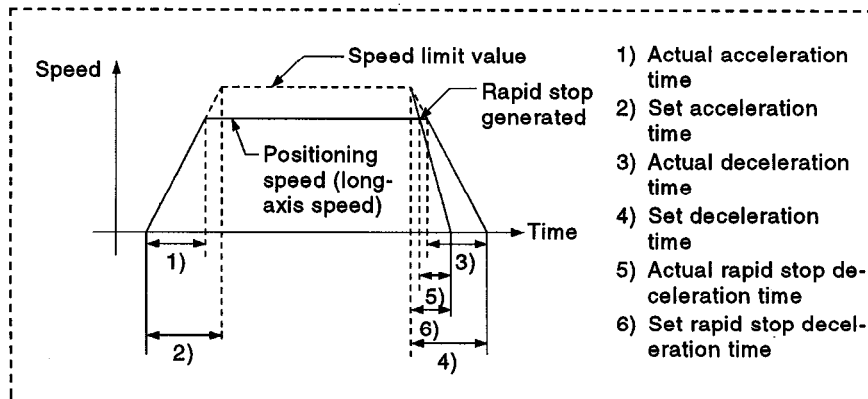 Speed
Speed limit value
Rapid stop
generated
Positioning
speed (long-
axis speed)
Time
1)
2)
3)
5)
6)
4)
1) Actual acceleration
time
2) Set acceleration
time
3) Actual deceleration
time
4) Set deceleration
time
5) Actual rapid stop de-
celeration time
6) Set rapid stop decel-
eration time